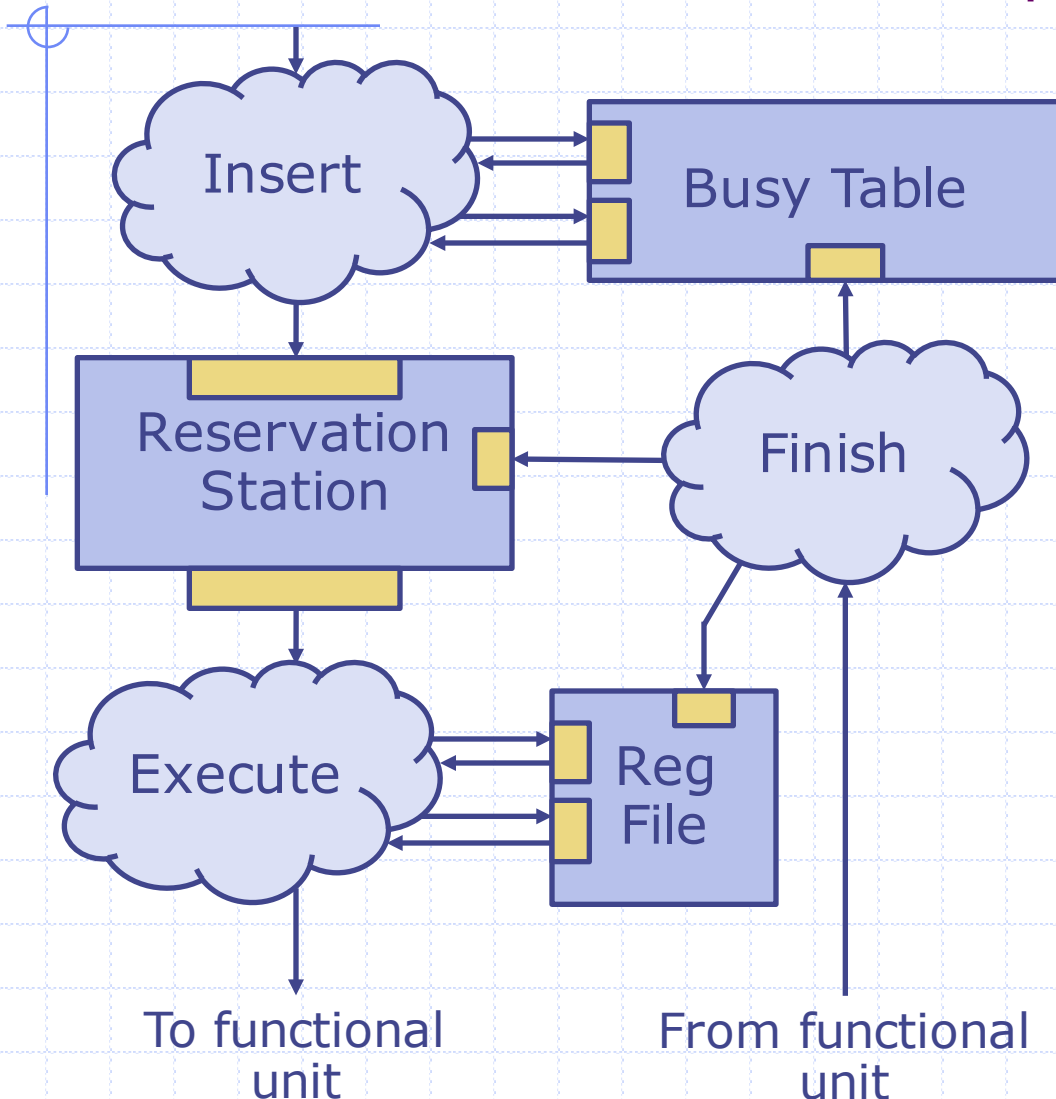 Insert
Busy Table
Reservation
Station
Finish
Execute
Reg
File
To functional
unit
From functional
unit